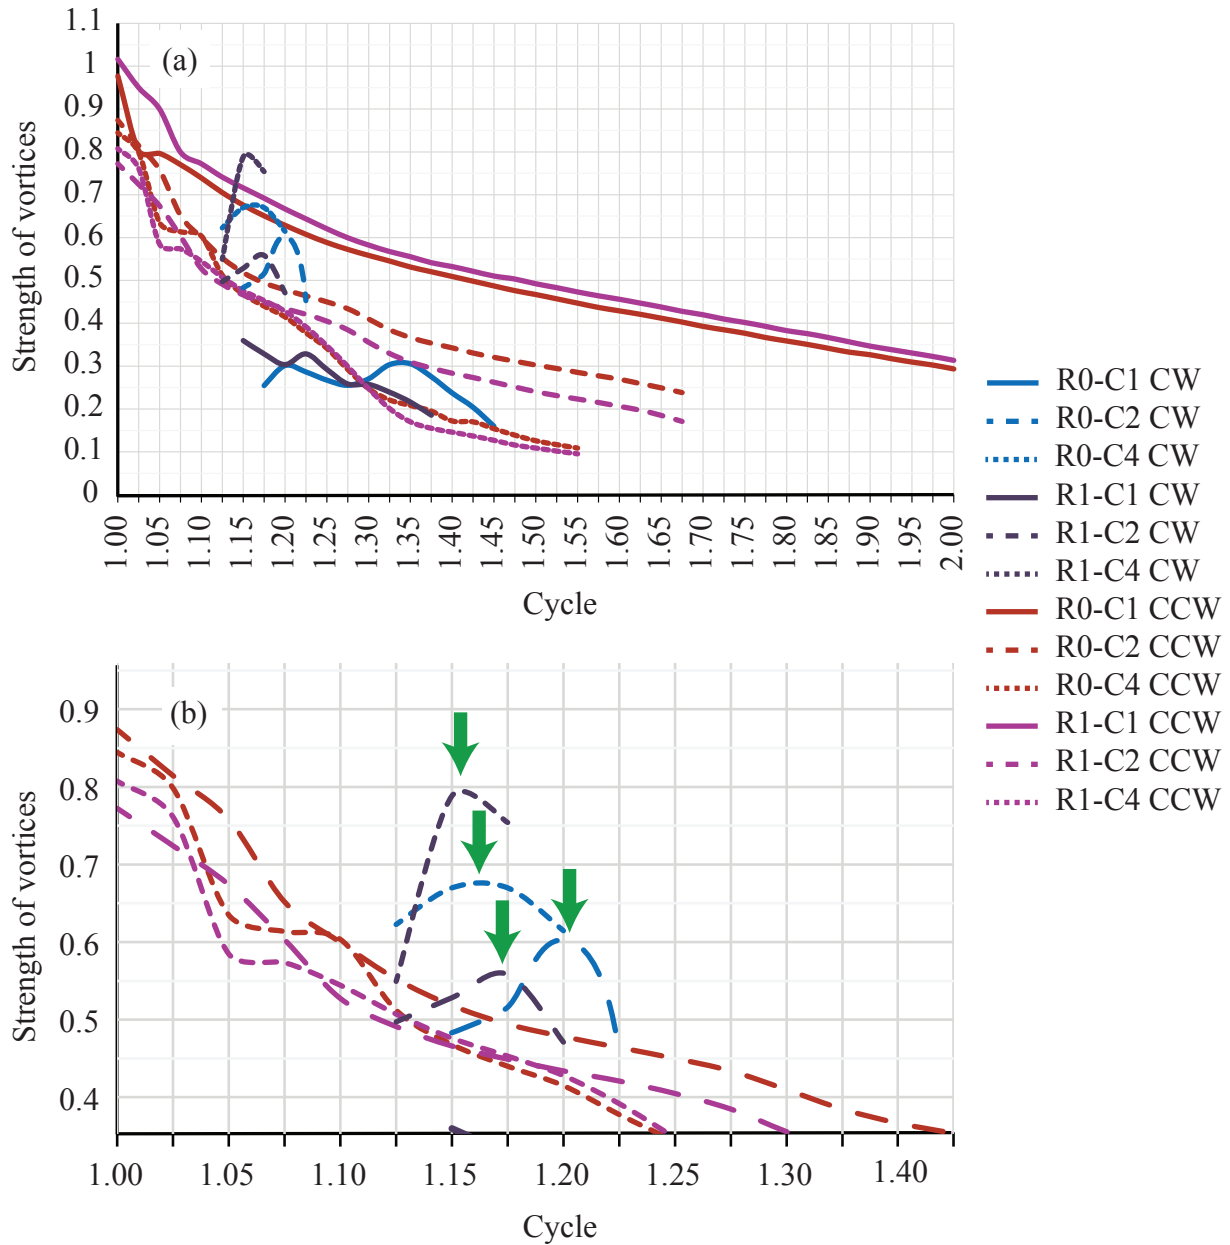 1.1
1
0.9
0.8
0.7
0.6
0.5
0.4
0.3
0.2
0.1
0
Strength of vortices
(a)
1.00
1.05
1.10
1.15
1.20
1.25
1.30
1.35
1.45
1.50
1.55
1.60
1.70
1.75
1.80
1.85
1.90
1.95
2.00
Cycle
R0-C1 CW
R0-C2 CW
R0-C4 CW
R1-C1 CW
R1-C2 CW
R1-C4 CW
R0-C1 CCW
R0-C2 CCW
R0-C4 CCW
R1-C1 CCW
R1-C2 CCW
R1-C4 CCW
0.9
0.8
0.7
0.6
0.5
0.4
Strength of vortices
(b)
1.00
1.05
1.10
1.15
1.20
1.25
1.30
1.40
Cycle